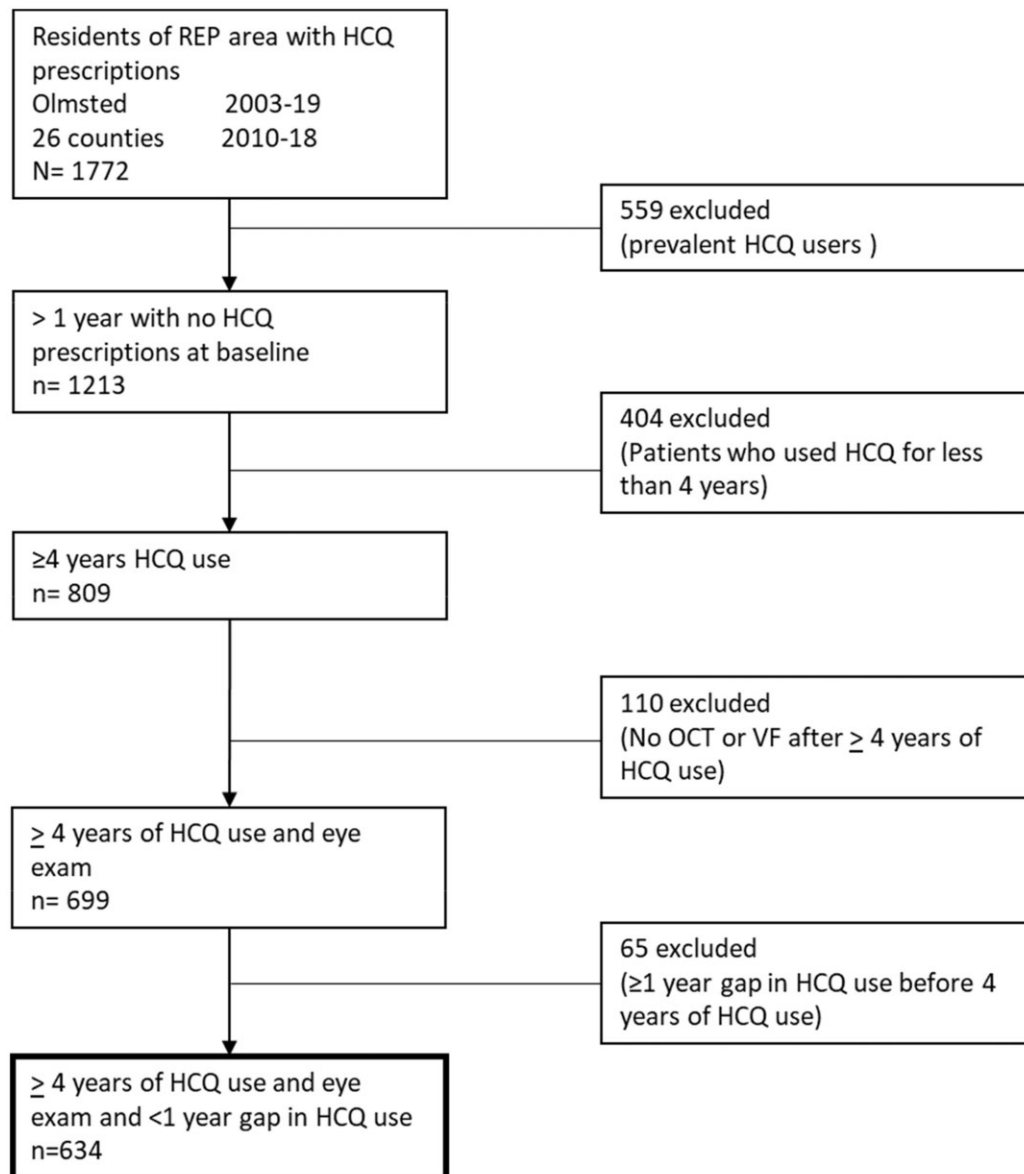 Residents of REP area with HCQ
prescriptions
Olmsted 2003-19
26 counties 2010-18
N= 1772
559 excluded
(prevalent HCQ users )
> 1 year with no HCQ
prescriptions at baseline
n= 1213
404 excluded
(Patients who used HCQ for less
than 4 years)
≥4 years HCQ use
n= 809
110 excluded
(No OCT or VF after ≥ 4 years of
HCQ use)
≥ 4 years of HCQ use and eye
exam
n= 699
65 excluded
(≥1 year gap in HCQ use before 4
years of HCQ use)
≥ 4 years of HCQ use and eye
exam and <1 year gap in HCQ use
n=634